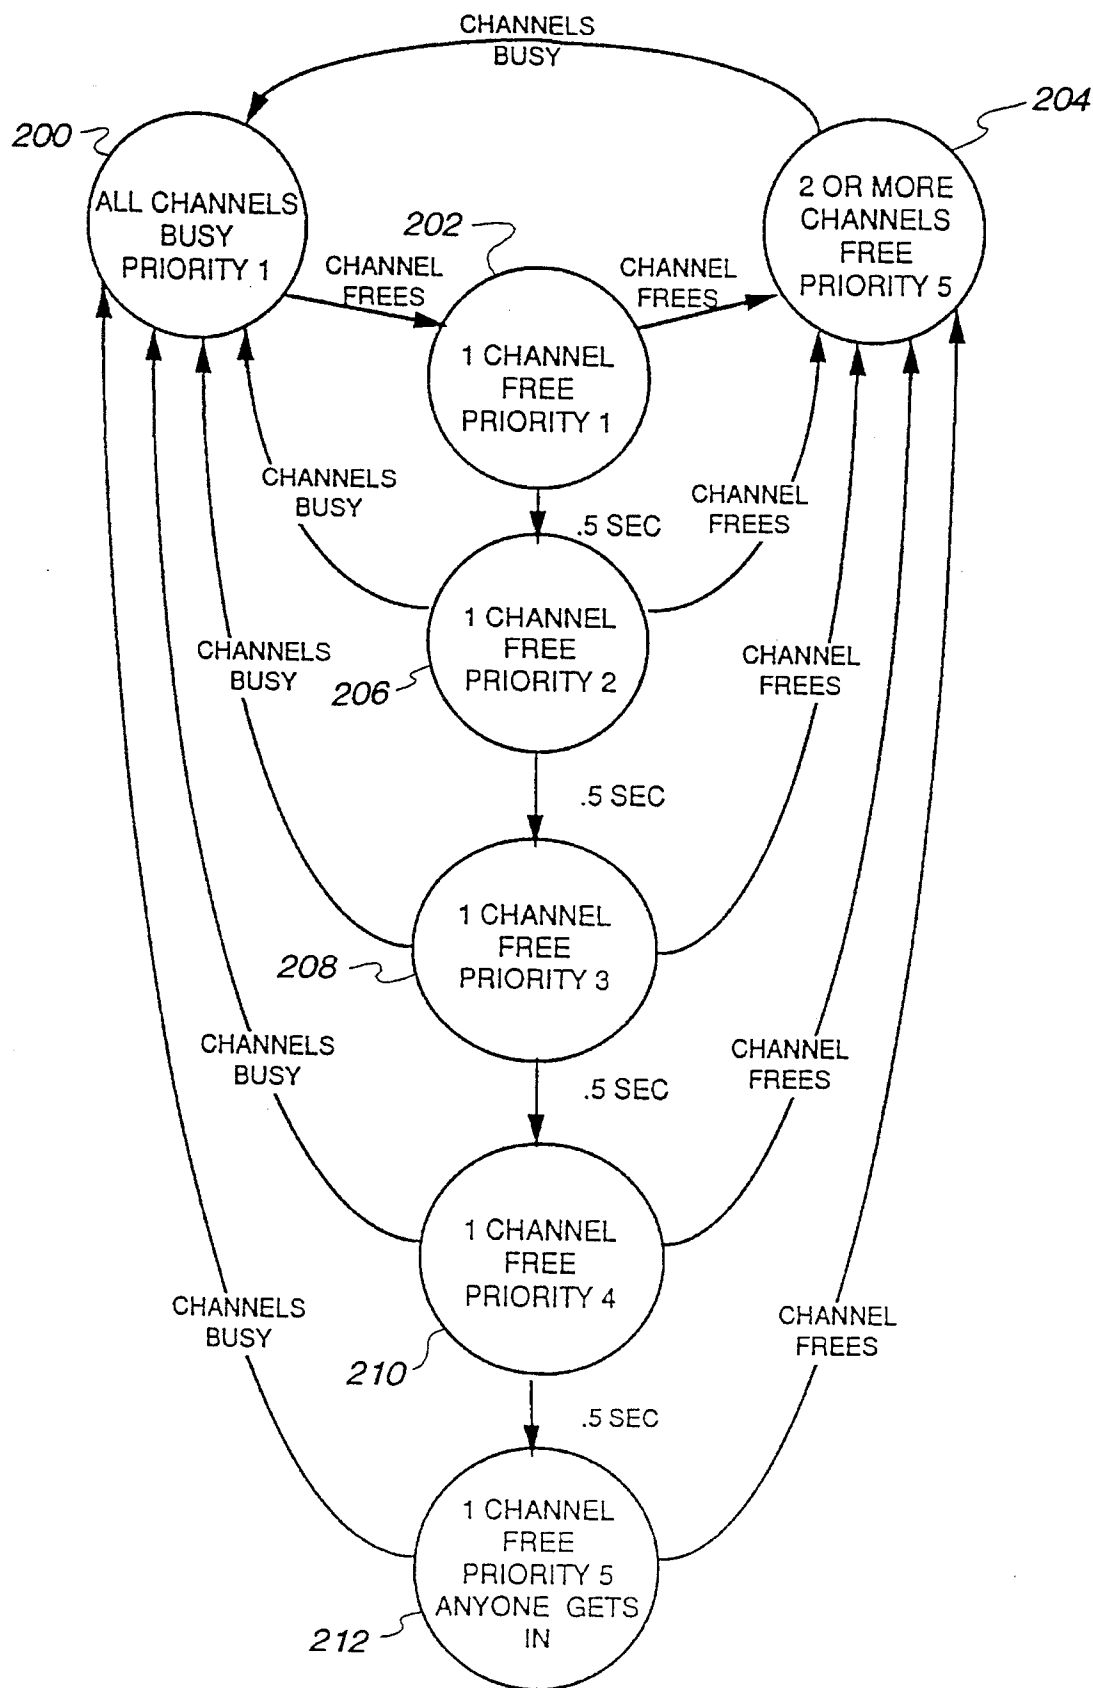 CHANNELS
BUSY
200
204
ALL CHANNELS
BUSY
PRIORITY 1
2 OR MORE
CHANNELS
FREE
PRIORITY 5
202
CHANNEL
FREES
CHANNEL
FREES
1 CHANNEL
FREE
PRIORITY 1
CHANNELS
BUSY
CHANNEL
FREES
.5 SEC
1 CHANNEL
FREE
PRIORITY 2
206
CHANNELS
BUSY
CHANNEL
FREES
.5 SEC
1 CHANNEL
FREE
PRIORITY 3
208
CHANNELS
BUSY
CHANNEL
FREES
.5 SEC
1 CHANNEL
FREE
PRIORITY 4
210
CHANNELS
BUSY
CHANNEL
FREES
.5 SEC
1 CHANNEL
FREE
PRIORITY 5
ANYONE GETS
IN
212